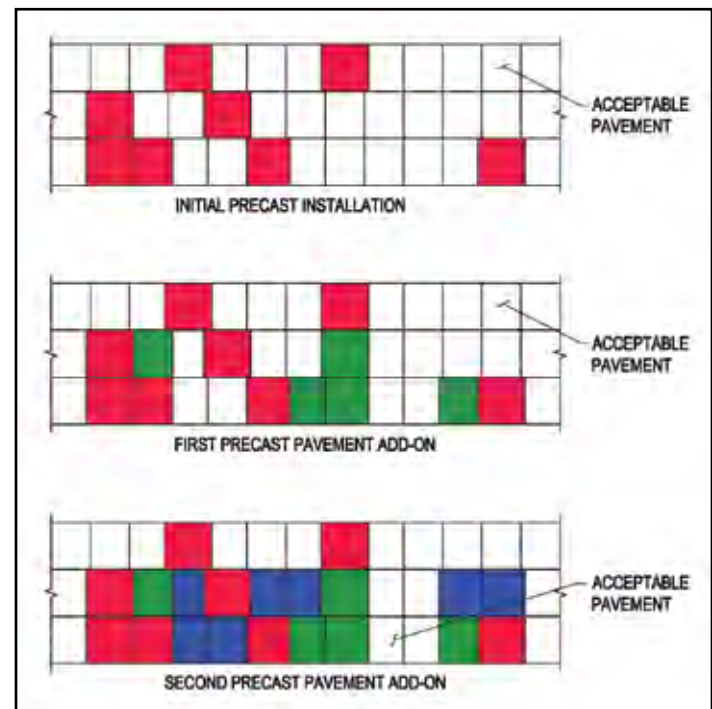 ACCEPTABLE
PAVEMENT
INITIAL PRECAST INSTALLATION
ACCEPTABLE
PAVEMENT
FIRST PRECAST PAVEMENT ADD-ON
ACCEPTABLE
PAVEMENT
SECOND PRECAST PAVEMENT ADD-ON